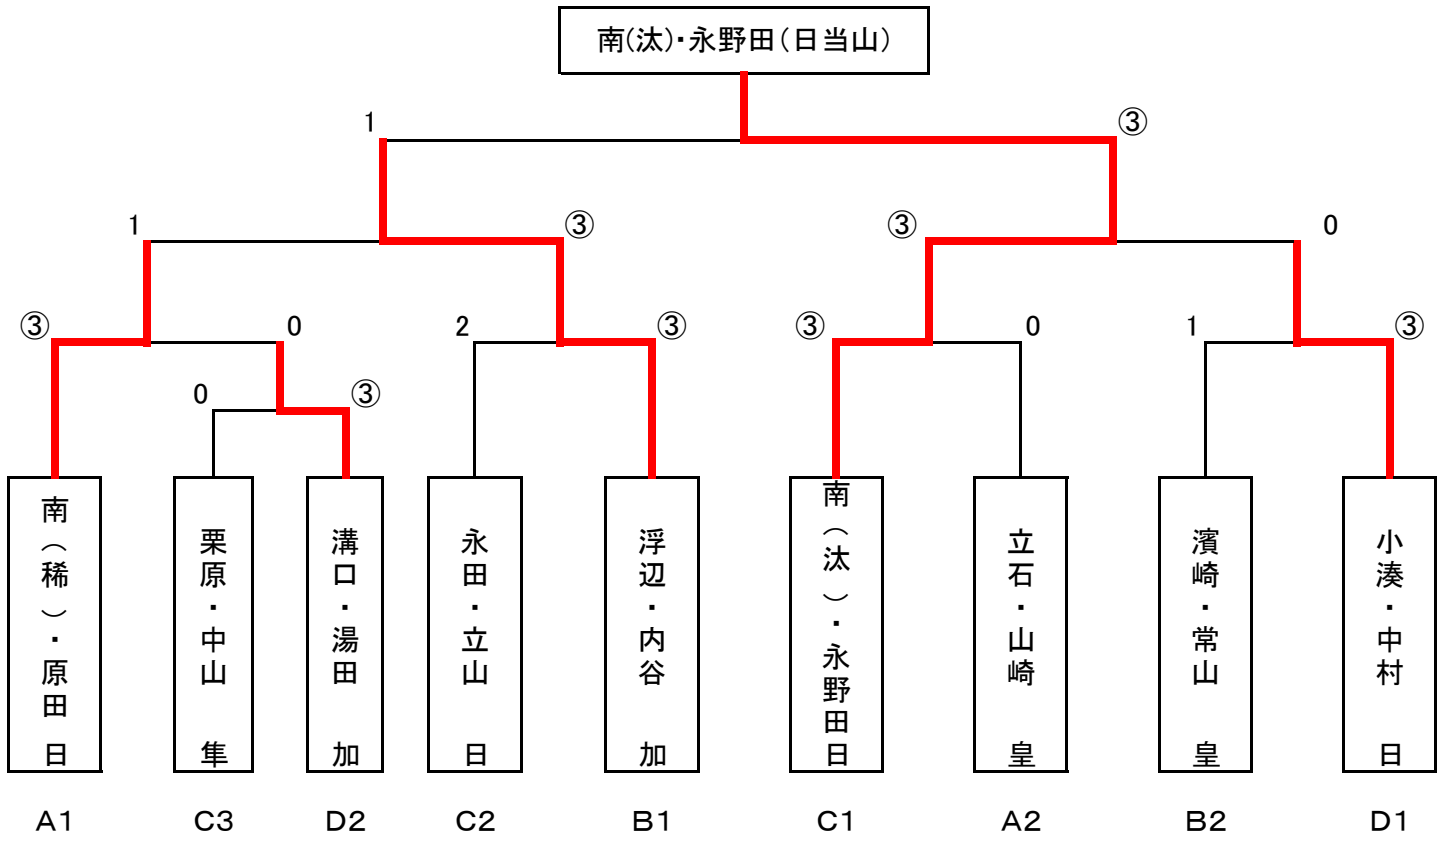 南(汰)・永野田(日当山)
1
③
1
③
③
0
③
0
2
③
③
0
1
③
0
③
南(稀)・原田 日
栗原・中山 隼
溝口・湯田 加
永田・立山 日
浮辺・内谷 加
南(汰)・永野田 日
立石・山崎 皇
濱崎・常山 皇
小湊・中村 日
A1
C3
D2
C2
B1
C1
A2
B2
D1